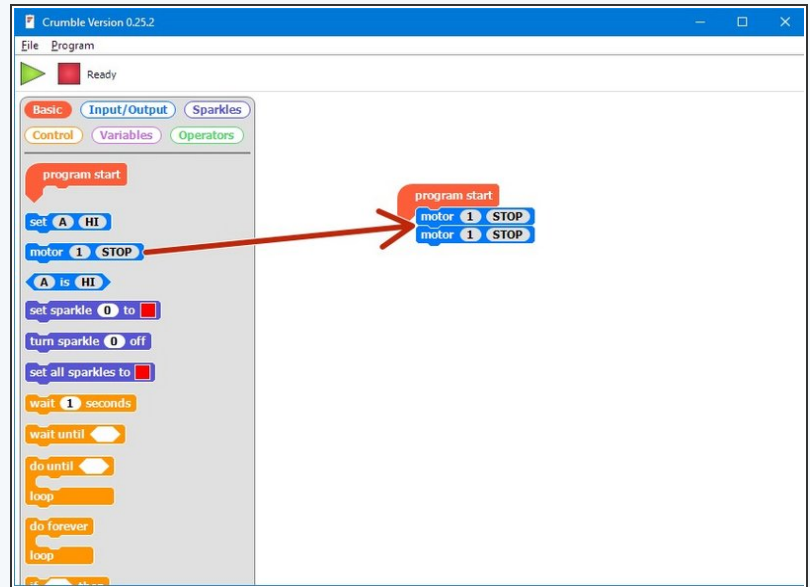 Crumble Version 0.25.2
File Program
Ready
Basic Input/Output Sparkles
Control Variables Operators
program start
set A HI
motor 1 STOP
A is HI
set sparkle 0 to
turn sparkle 0 off
set all sparkles to
wait 1 seconds
wait until
do until
loop
do forever
loop
if then
program start
motor 1 STOP
motor 1 STOP